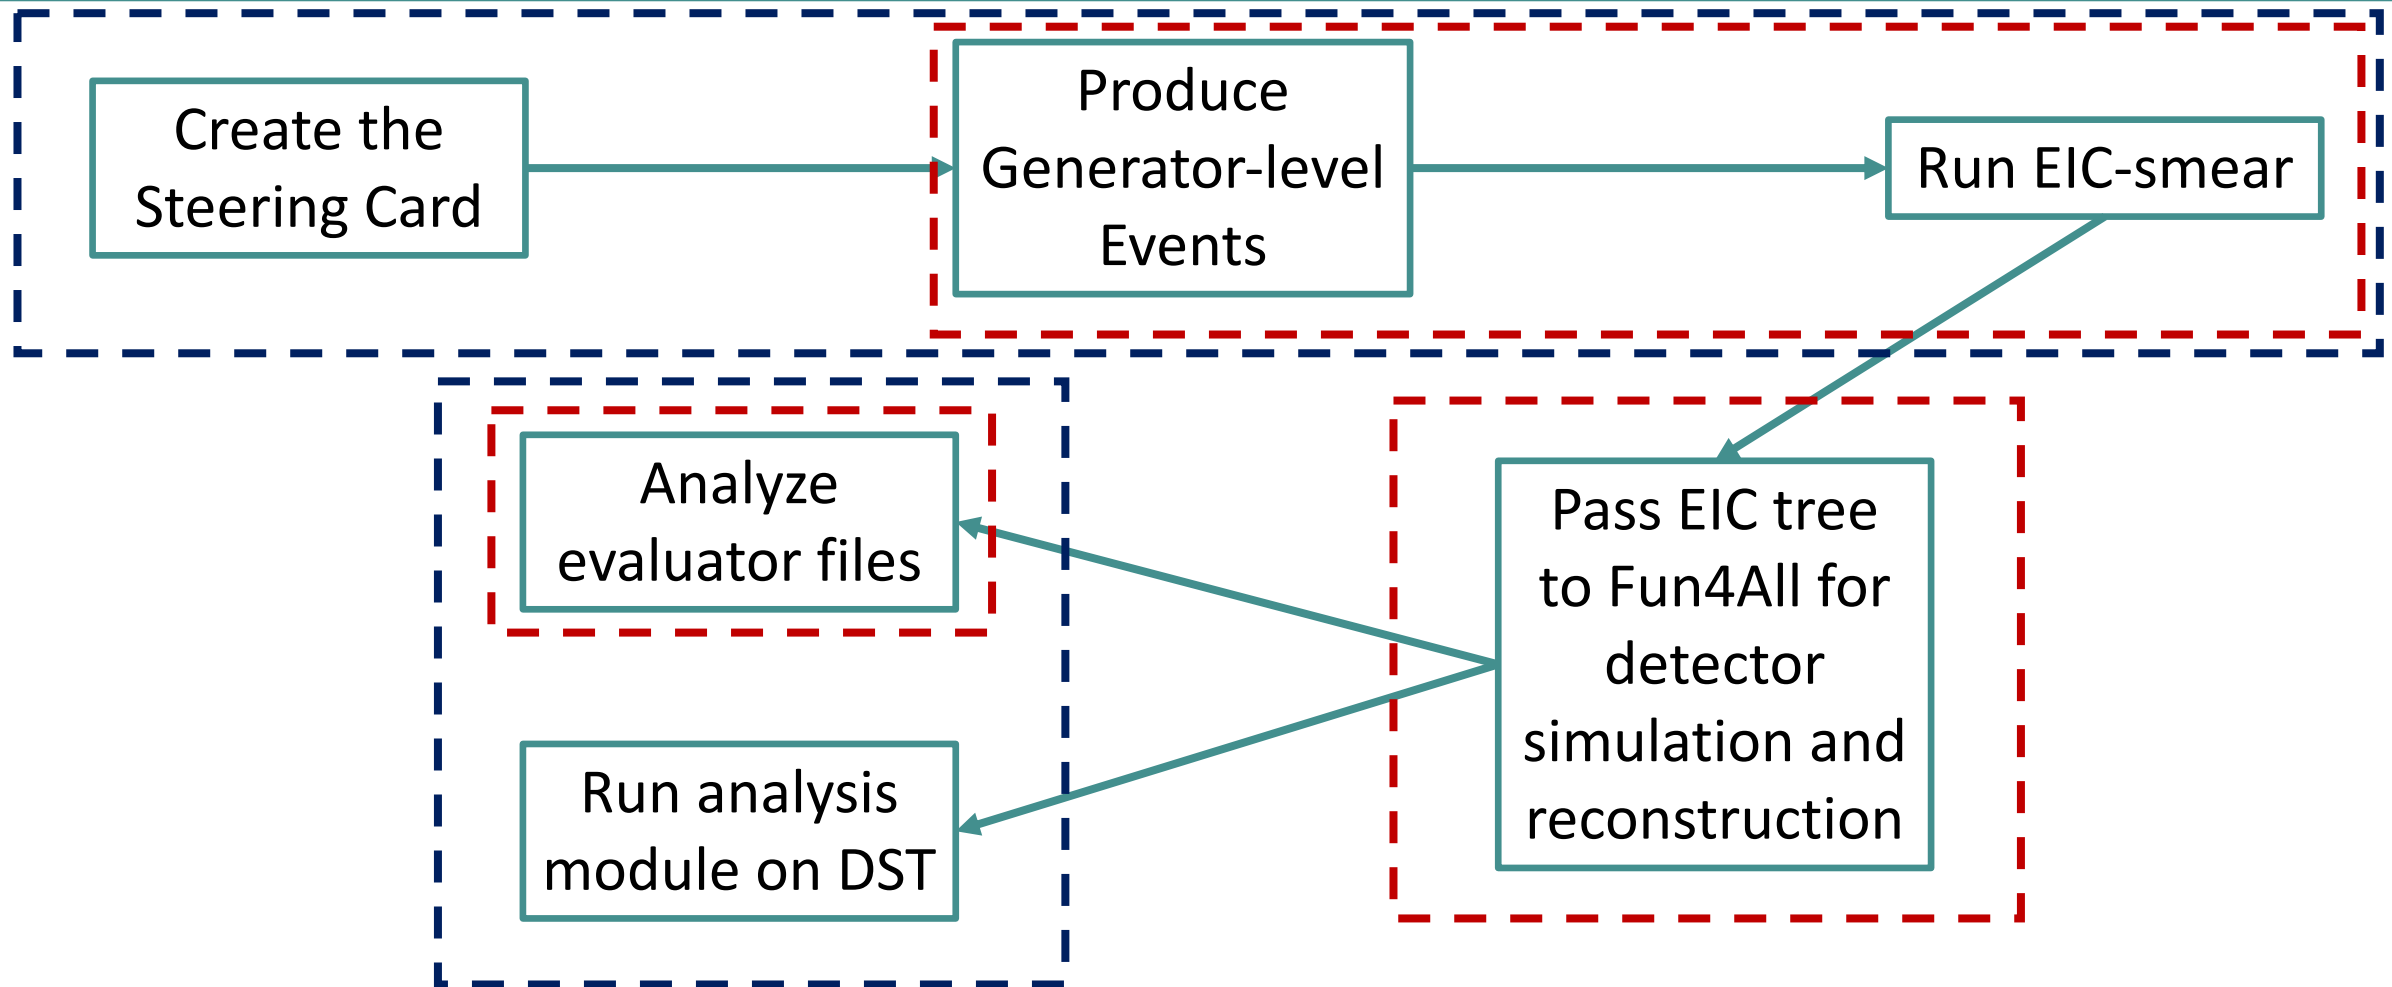 Create the
Steering Card
Produce
Generator-level
Events
Run EIC-smear
Analyze
evaluator files
Pass EIC tree
to Fun4All for
detector
simulation and
reconstruction
Run analysis
module on DST